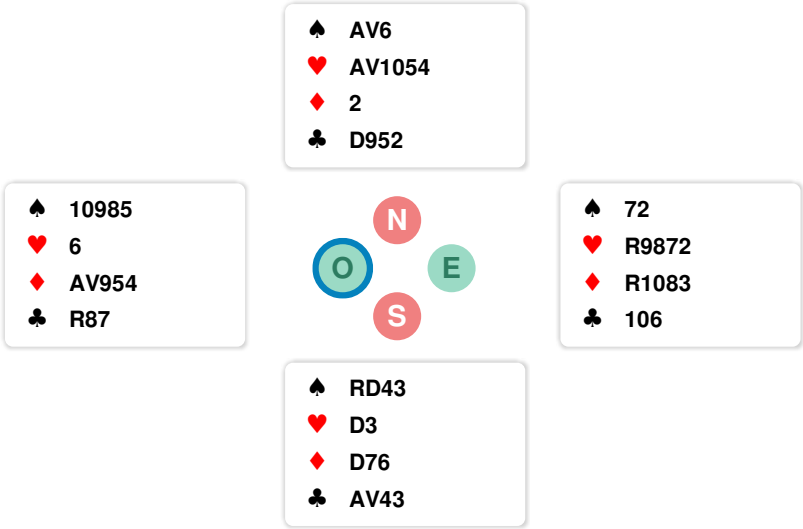 ♠ AV6
♥ AV1054
♦ 2
♣ D952
♠ 10985
♥ 6
♦ AV954
♣ R87
N
O E
S
♠ 72
♥ R9872
♦ R1083
♣ 106
♠ RD43
♥ D3
♦ D76
♣ AV43